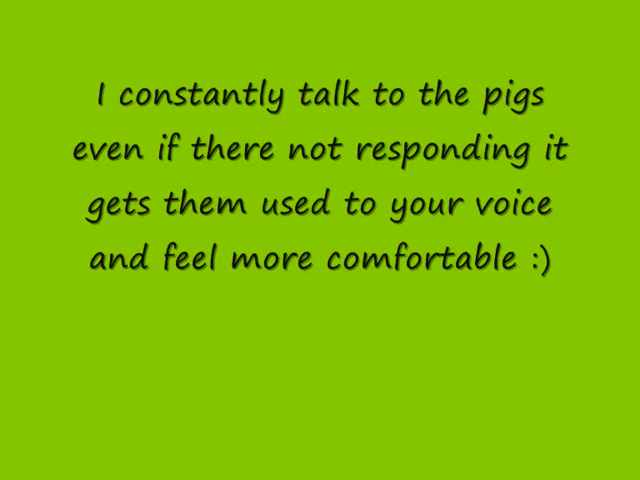 I constantly talk to the pigs
even if there not responding it
gets them used to your voice
and feel more comfortable :)